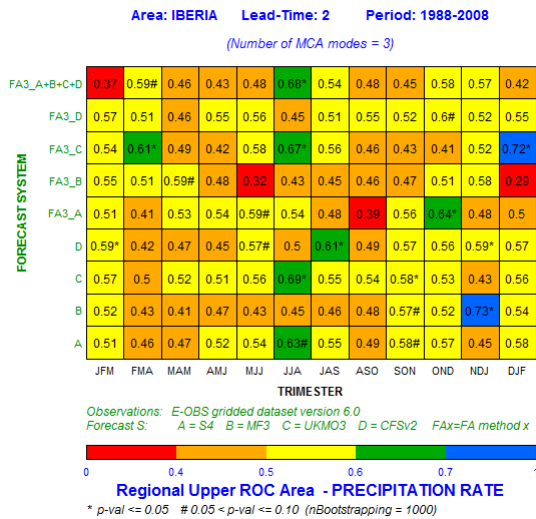 Area: IBERIA Lead-Time: 2 Period: 1988-2008
(Number of MCA modes = 3)
FORECAST SYSTEM
FA3_A+B+C+D 0.37 0.59# 0.46 0.43 0.48 0.68* 0.54 0.48 0.45 0.58 0.57 0.42
FA3_D 0.57 0.51 0.46 0.55 0.56 0.45 0.51 0.55 0.52 0.6# 0.52 0.55
FA3_C 0.54 0.61* 0.49 0.42 0.58 0.67* 0.56 0.46 0.43 0.41 0.52 0.72*
FA3_B 0.55 0.51 0.59# 0.48 0.32 0.43 0.45 0.46 0.47 0.51 0.58 0.29
FA3_A 0.51 0.41 0.53 0.54 0.59# 0.54 0.48 0.39 0.56 0.64* 0.48 0.5
D 0.59* 0.42 0.47 0.45 0.57# 0.5 0.61* 0.49 0.57 0.56 0.59* 0.57
C 0.57 0.5 0.52 0.51 0.56 0.69* 0.55 0.54 0.58* 0.53 0.43 0.56
B 0.52 0.43 0.41 0.47 0.43 0.45 0.46 0.48 0.57# 0.52 0.73* 0.54
A 0.51 0.46 0.47 0.52 0.54 0.63# 0.55 0.49 0.58# 0.57 0.45 0.58
JFM FMA MAM AMJ MJJ JJA JAS ASO SON OND NDJ DJF
TRIMESTER
Observations: E-OBS gridded dataset version 6.0
Forecast S: A = S4 B = MF3 C = UKMO3 D = CFSv2 FAx=FA method x
0 0.4 0.5 0.6 0.7 1
Regional Upper ROC Area - PRECIPITATION RATE
* p-val <= 0.05 # 0.05 < p-val <= 0.10 (nBootstrapping = 1000)